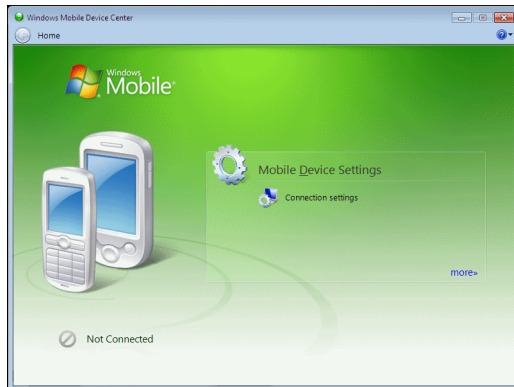 Windows Mobile Device Center
Home
Windows
Mobile®
Mobile Device Settings
Connection settings
more»
Not Connected